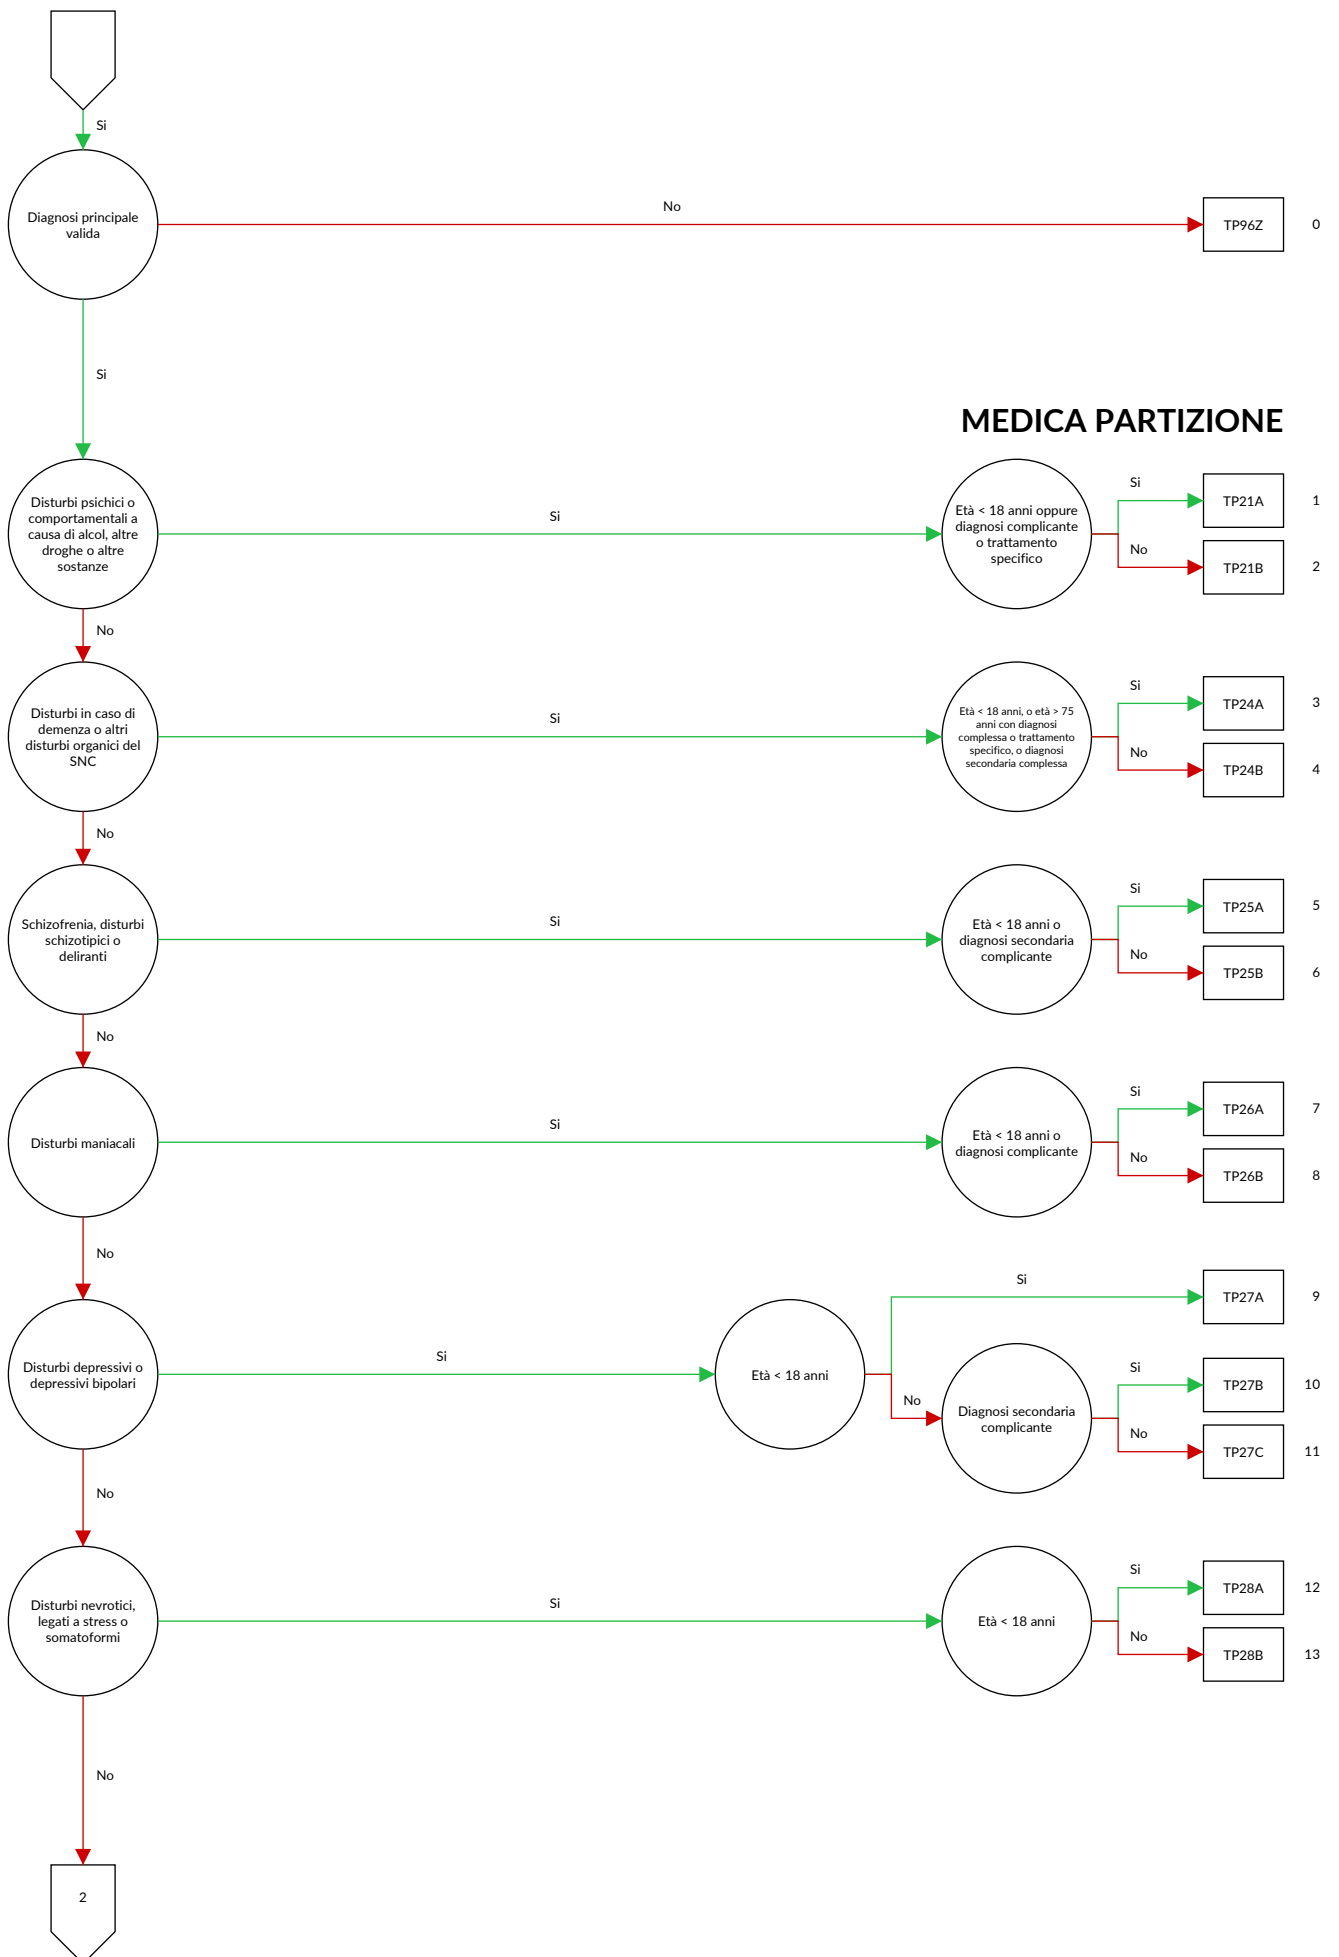 Si
Diagnosi principale
valida
No
TP96Z
0
Si
MEDICA PARTIZIONE
Disturbi psichici o
comportamentali a
causa di alcol, altre
droghe o altre
sostanze
Si
Età < 18 anni oppure
diagnosi complicante
o trattamento
specifico
Si
TP21A
1
No
TP21B
2
No
Disturbi in caso di
demenza o altri
disturbi organici del
SNC
Si
Età < 18 anni, o età > 75
anni con diagnosi
complessa o trattamento
specifico, o diagnosi
secondaria complessa
Si
TP24A
3
No
TP24B
4
No
Schizofrenia, disturbi
schizotipici o
deliranti
Si
Età < 18 anni o
diagnosi secondaria
complicante
Si
TP25A
5
No
TP25B
6
No
Disturbi maniacali
Si
Età < 18 anni o
diagnosi complicante
Si
TP26A
7
No
TP26B
8
No
Disturbi depressivi o
depressivi bipolari
Si
Età < 18 anni
Si
TP27A
9
No
Diagnosi secondaria
complicante
Si
TP27B
10
No
TP27C
11
No
Disturbi nevrotici,
legati a stress o
somatoformi
Si
Età < 18 anni
Si
TP28A
12
No
TP28B
13
No
2